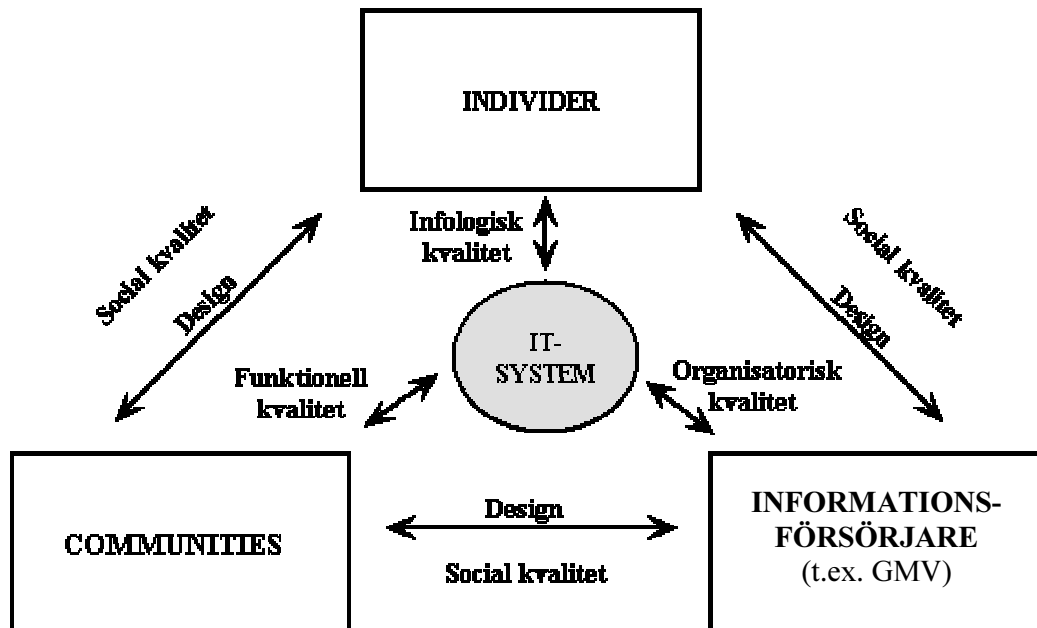 INDIVIDER
Social kvalitet
Design
Infologisk
kvalitet
Social kvalitet
Design
IT-
SYSTEM
Funktionell
kvalitet
Organisatorisk
kvalitet
COMMUNITIES
Design
Social kvalitet
INFORMATIONS-
FÖRSÖRJARE
(t.ex. GMV)